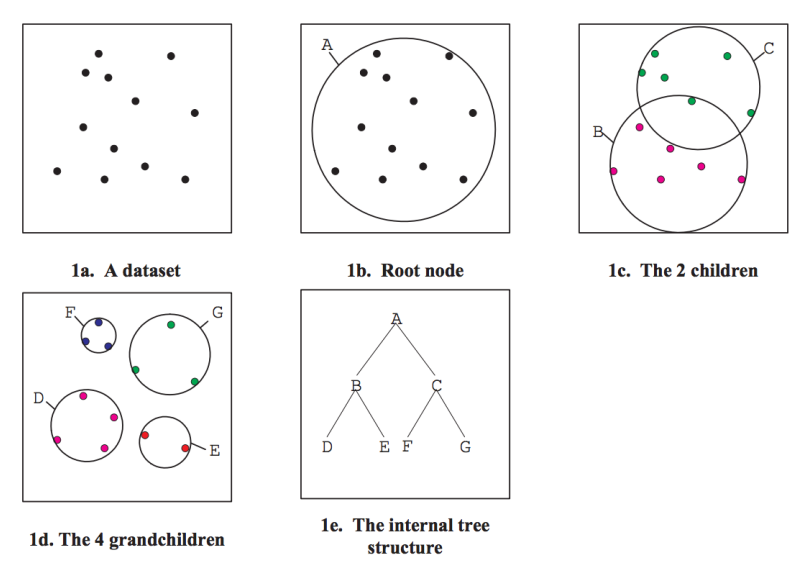 A
C
B
1a. A dataset
1b. Root node
1c. The 2 children
F
G
D
E
A
B
C
D
E
F
G
1d. The 4 grandchildren
1e. The internal tree
structure